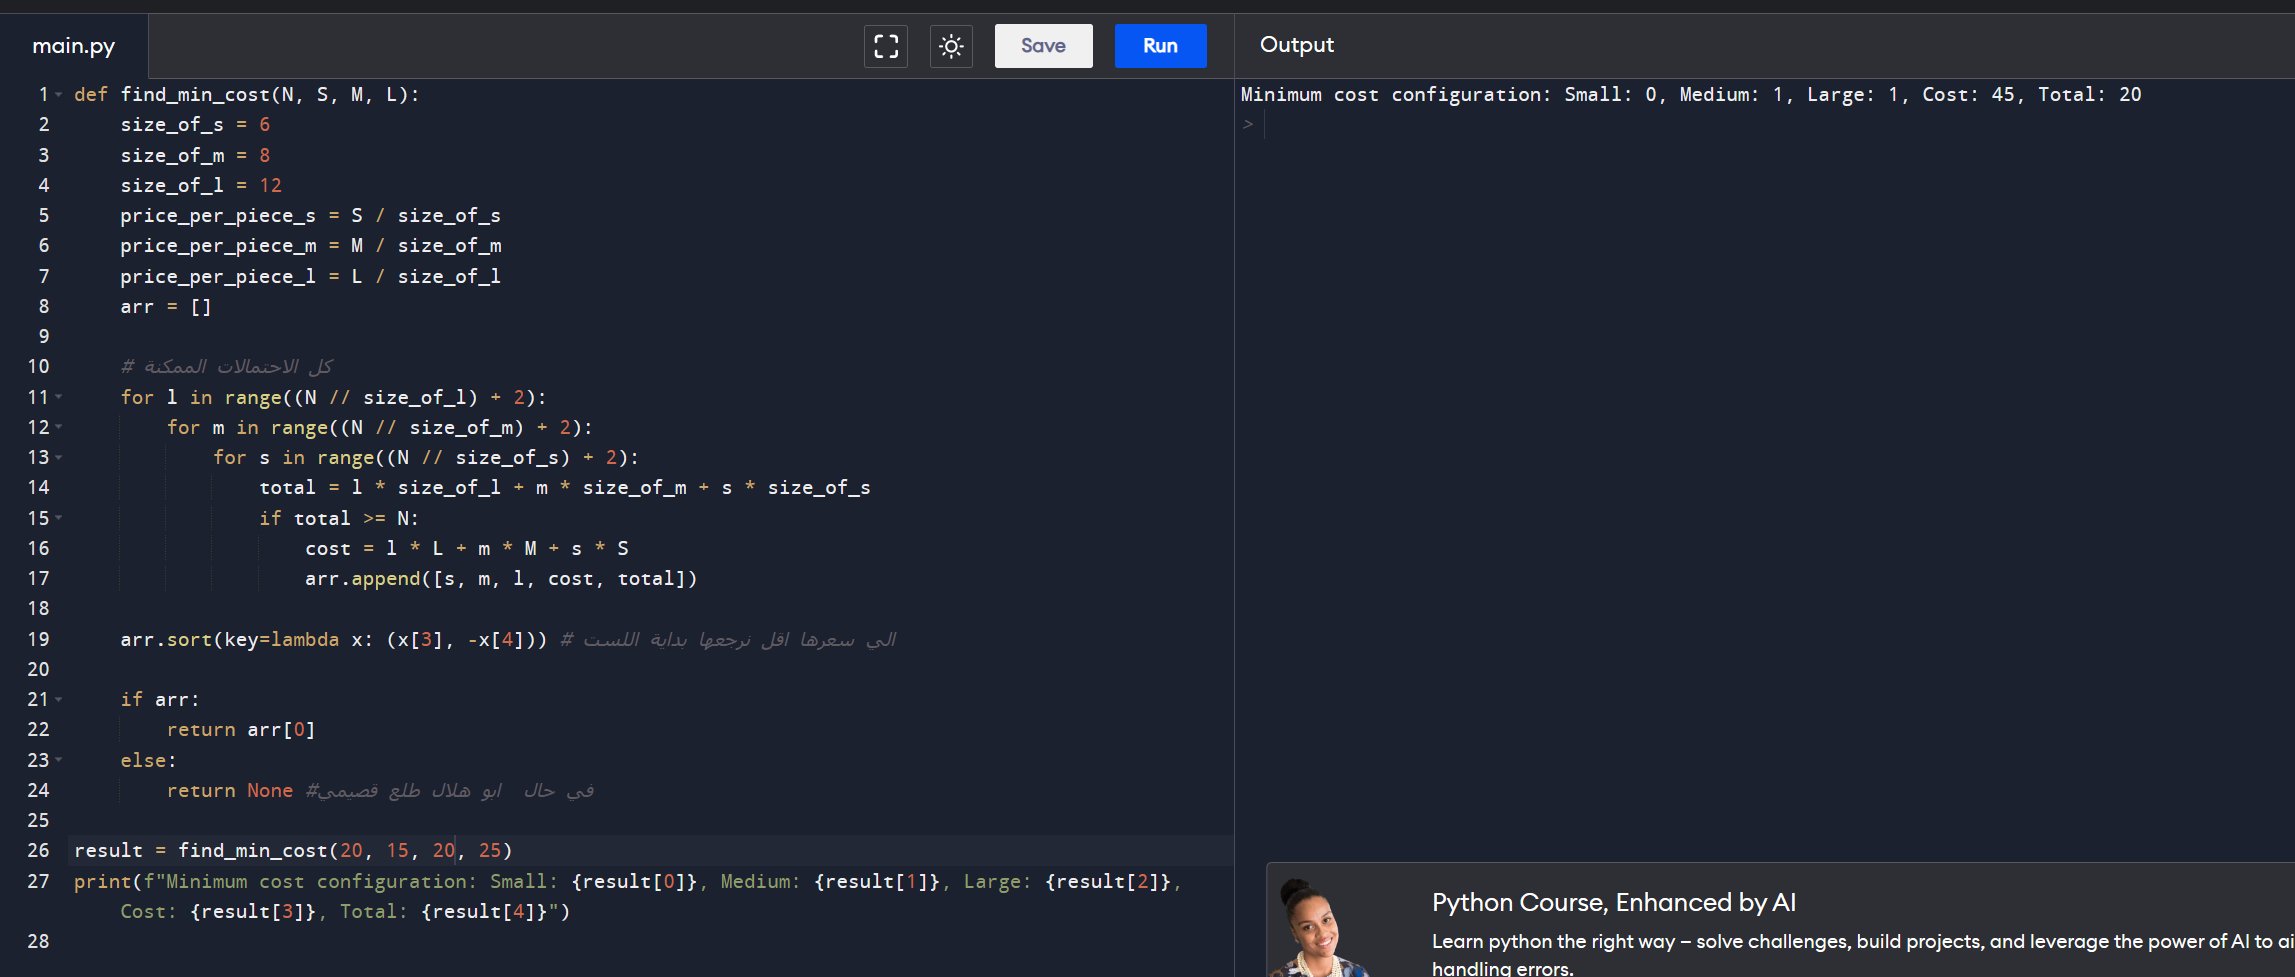 main.py
Save
Run
Output
1 def find_min_cost(N, S, M, L):
2 size_of_s = 6
3 size_of_m = 8
4 size_of_l = 12
5 price_per_piece_s = S / size_of_s
6 price_per_piece_m = M / size_of_m
7 price_per_piece_l = L / size_of_l
8 arr = []
9
10 # كل الاحتمالات الممكنة
11 for l in range((N // size_of_l) + 2):
12 for m in range((N // size_of_m) + 2):
13 for s in range((N // size_of_s) + 2):
14 total = l * size_of_l + m * size_of_m + s * size_of_s
15 if total >= N:
16 cost = l * L + m * M + s * S
17 arr.append([s, m, l, cost, total])
18
19 arr.sort(key=lambda x: (x[3], -x[4])) # الي سعرها اقل نرجعها بداية اللست
20
21 if arr:
22 return arr[0]
23 else:
24 return None #في حال ابو هلال طلع قصيمي
25
26 result = find_min_cost(20, 15, 20, 25)
27 print(f"Minimum cost configuration: Small: {result[0]}, Medium: {result[1]}, Large: {result[2]},
Cost: {result[3]}, Total: {result[4]}")
28
Minimum cost configuration: Small: 0, Medium: 1, Large: 1, Cost: 45, Total: 20
>
Python Course, Enhanced by AI
Learn python the right way – solve challenges, build projects, and leverage the power of AI to ai
handling errors.